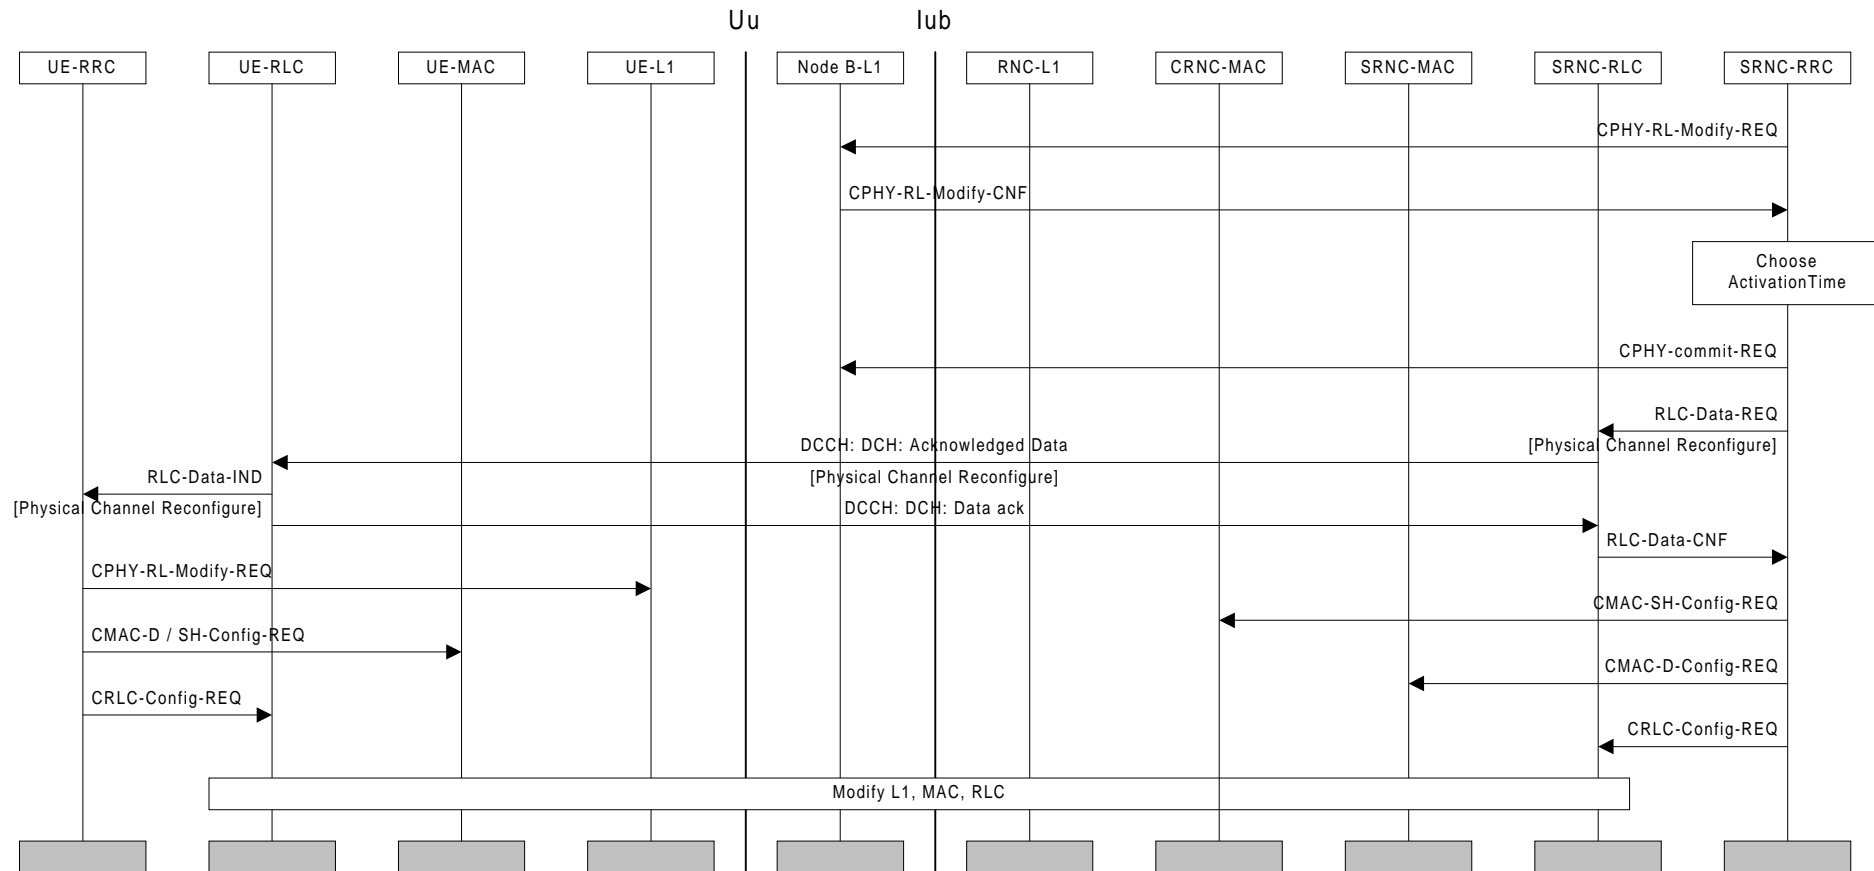 Uu
Iub
UE-RRC
UE-RLC
UE-MAC
UE-L1
Node B-L1
RNC-L1
CRNC-MAC
SRNC-MAC
SRNC-RLC
SRNC-RRC
CPHY-RL-Modify-REQ
CPHY-RL-Modify-CNF
Choose
ActivationTime
CPHY-commit-REQ
RLC-Data-REQ
[Physical Channel Reconfigure]
DCCH: DCH: Acknowledged Data
[Physical Channel Reconfigure]
RLC-Data-IND
[Physical Channel Reconfigure]
DCCH: DCH: Data ack
RLC-Data-CNF
CPHY-RL-Modify-REQ
CMAC-SH-Config-REQ
CMAC-D / SH-Config-REQ
CMAC-D-Config-REQ
CRLC-Config-REQ
CRLC-Config-REQ
Modify L1, MAC, RLC